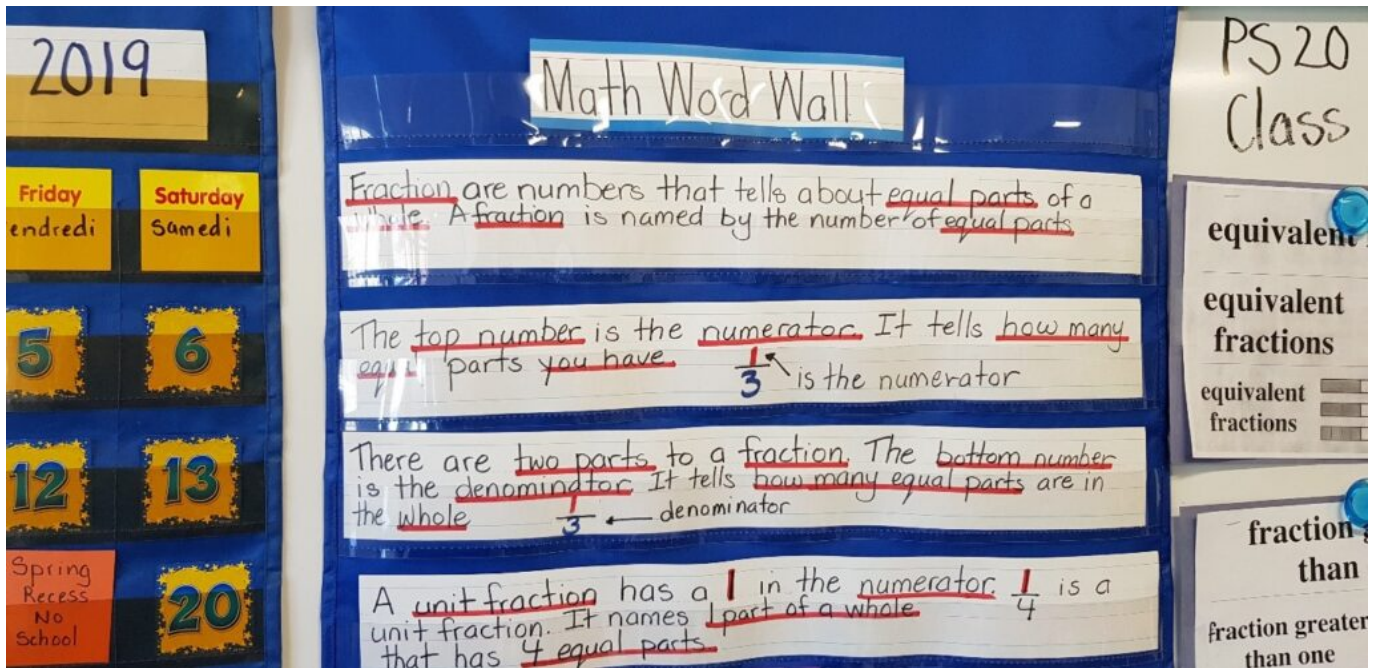 2019
Friday
endredi
Saturday
samedi
5
6
12
13
Spring
Recess
No
School
20
Math Word Wall
Fraction are numbers that tells about equal parts of a
whole. A fraction is named by the number of equal parts
The top number is the numerator. It tells how many
equal parts you have.
1
3
is the numerator
There are two parts to a fraction. The bottom number
is the denominator. It tells how many equal parts are in
the whole
1
3
denominator
A unit fraction has a 1 in the numerator. 1/4 is a
unit fraction. It names 1 part of a whole
that has 4 equal parts.
PS 20
Class
equivalent
equivalent
fractions
equivalent
fractions
fraction
than
fraction greater
than one